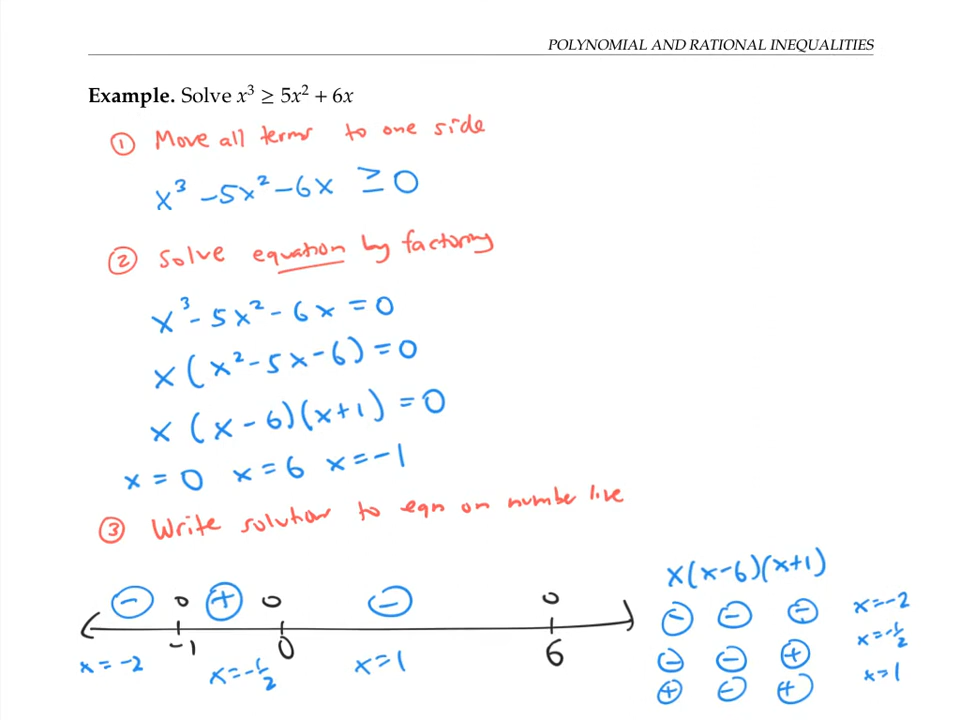 POLYNOMIAL AND RATIONAL INEQUALITIES
Example. Solve x³ ≥ 5x² + 6x
① Move all terms to one side
x³ -5x² -6x ≥ 0
② Solve equation by factoring
x³ - 5x² - 6x = 0
x (x² - 5x - 6) = 0
x (x - 6)(x+1) = 0
x = 0 x = 6 x = -1
③ Write solution to eqn on number line
x(x-6)(x+1)
⊖ 0 ⊕ 0 ⊖ 0
⊖ ⊖ ⊖ x=-2
-1 0 6
x=-½
x = -2 x=-½ x=1
⊖ ⊖ ⊕
⊕ ⊖ ⊕ x=1